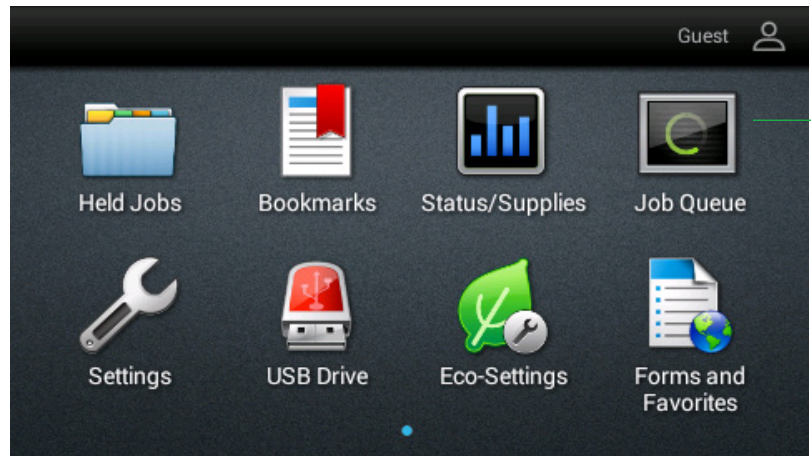 Guest
Held Jobs
Bookmarks
Status/Supplies
Job Queue
Settings
USB Drive
Eco-Settings
Forms and
Favorites